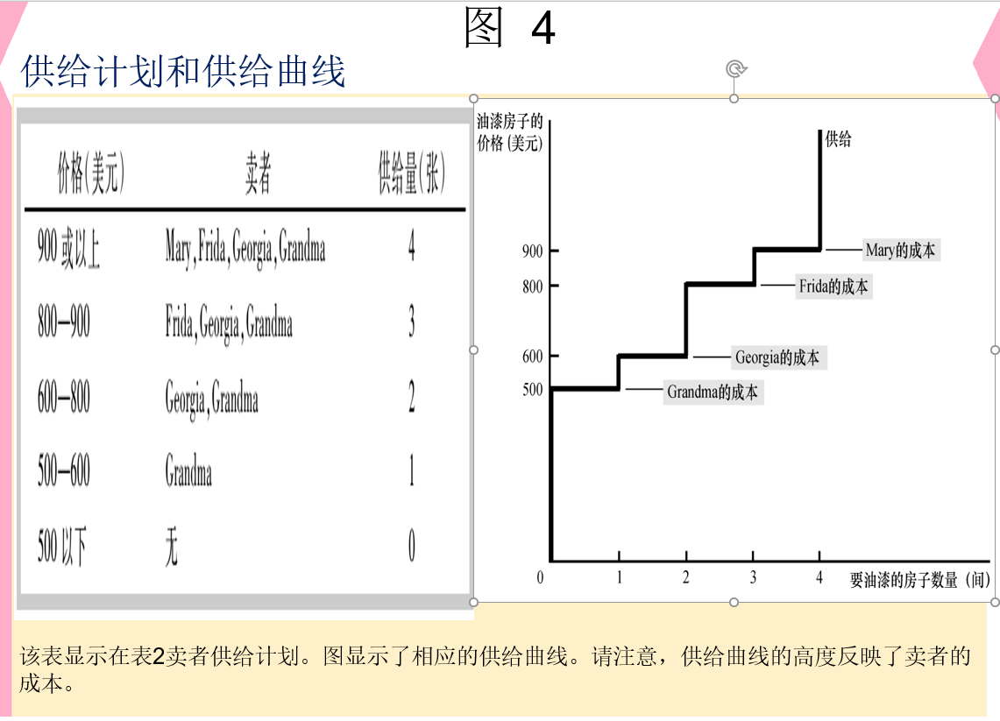 图 4
供给计划和供给曲线
价格(美元) 卖者 供给量(张)
900 或以上 Mary,Frida,Georgia,Grandma 4
800—900 Frida,Georgia,Grandma 3
600—800 Georgia,Grandma 2
500—600 Grandma 1
500 以下 无 0
油漆房子的
价格 (美元)
供给
900
Mary的成本
800
Frida的成本
600
Georgia的成本
500
Grandma的成本
0 1 2 3 4 要油漆的房子数量 (间)
该表显示在表2卖者供给计划。图显示了相应的供给曲线。请注意，供给曲线的高度反映了卖者的
成本。